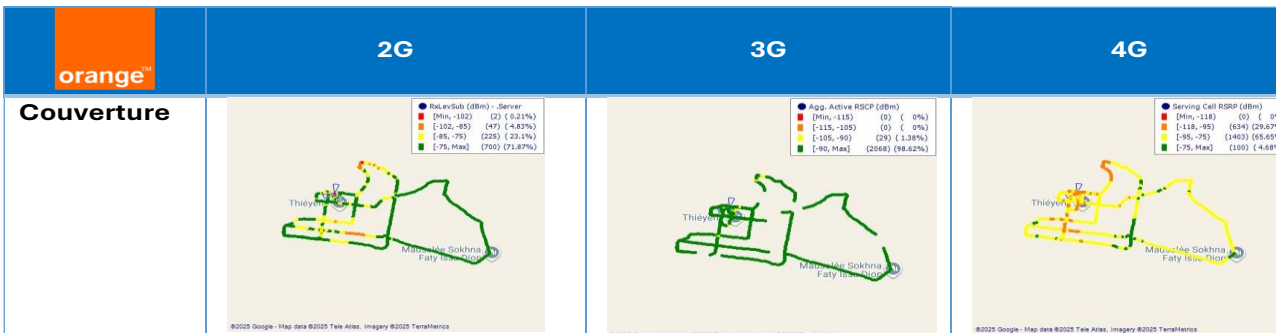 orange™
2G
3G
4G
Couverture
RxLevSub (dBm) - .Server
[Min, -102) (2) ( 0.21%)
[-102, -85) (47) ( 4.83%)
[-85, -75) (225) ( 23.1%)
[-75, Max] (700) (71.87%)
Thiéyen
Mausolée Sokhna
Faty Issa Diop
©2025 Google - Map data ©2025 Tele Atlas, Imagery ©2025 TerraMetrics
Agg. Active RSCP (dBm)
[Min, -115) (0) ( 0%)
[-115, -105) (0) ( 0%)
[-105, -90) (29) ( 1.38%)
[-90, Max] (2068) (98.62%)
Thiéyen
Mausolée Sokhna
Faty Issa Diop
Serving Cell RSRP (dBm)
[Min, -118) (0) ( 0%
[-118, -95) (634) (29.67%
[-95, -75) (1403) (65.65%
[-75, Max] (100) ( 4.68%
Thiéyen
Mausolée Sokhna
Faty Issa Diop
©2025 Google - Map data ©2025 Tele Atlas, Imagery ©2025 TerraMetrics